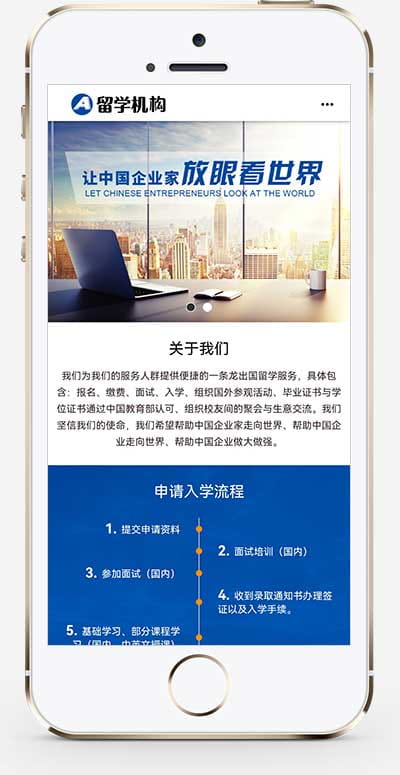 A 留学机构
让中国企业家放眼看世界
LET CHINESE ENTREPRENEURS LOOK AT THE WORLD
关于我们
我们为我们的服务人群提供便捷的一条龙出国留学服务，具体包
含：报名、缴费、面试、入学、组织国外参观活动、毕业证书与学
位证书通过中国教育部认可、组织校友间的聚会与生意交流。我们
坚信我们的使命，我们希望帮助中国企业家走向世界、帮助中国企
业走向世界、帮助中国企业做大做强。
申请入学流程
1. 提交申请资料
2. 面试培训（国内）
3. 参加面试（国内）
4. 收到录取通知书办理签
证以及入学手续。
5. 基础学习、部分课程学
习（国内，中英文授课）